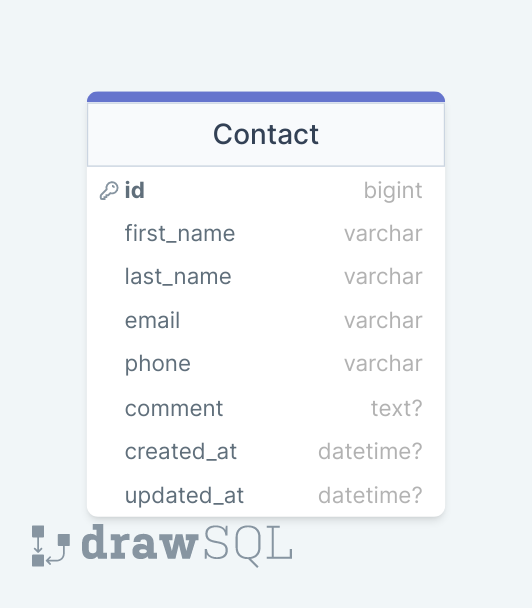 Contact
id bigint
first_name varchar
last_name varchar
email varchar
phone varchar
comment text?
created_at datetime?
updated_at datetime?
drawSQL